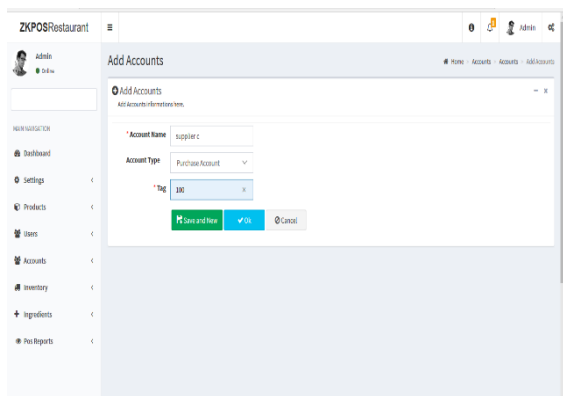 ZKPOSRestaurant
Admin
Admin
Online
Add Accounts
Home > Accounts > Accounts > Add Accounts
Add Accounts
Add Accounts informations here.
* Account Name supplier c
Account Type Purchase Account
* Tag 100
Save and New Ok Cancel
MAIN NAVIGATION
Dashboard
Settings
Products
Users
Accounts
Inventory
Ingredients
Pos Reports